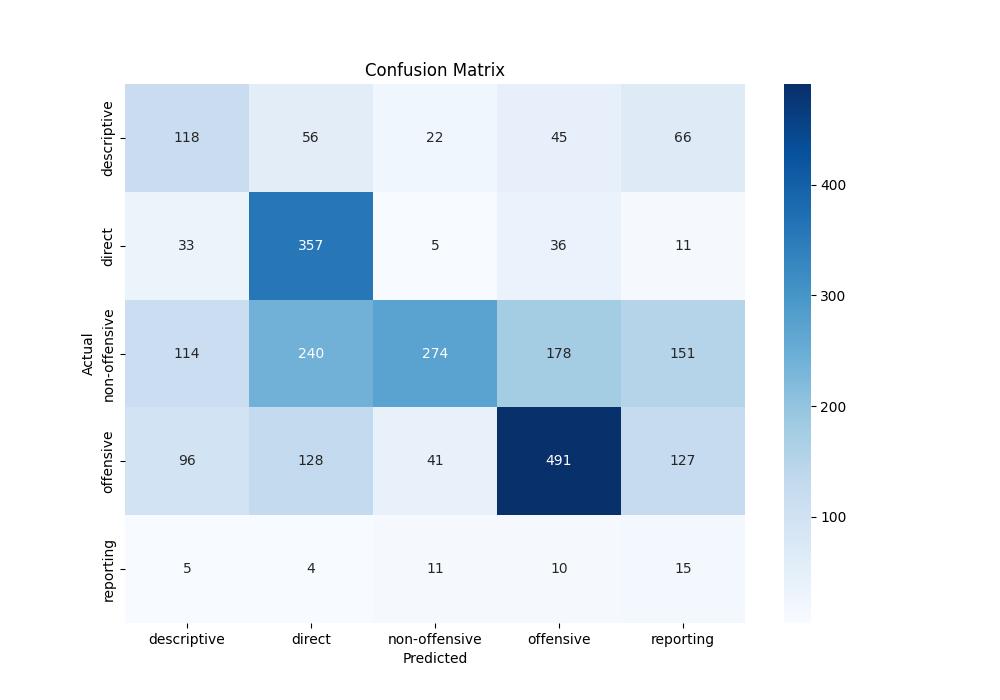 Confusion Matrix
descriptive 118 56 22 45 66
direct 33 357 5 36 11
non-offensive 114 240 274 178 151
offensive 96 128 41 491 127
reporting 5 4 11 10 15
descriptive direct non-offensive offensive reporting
Predicted
Actual
400
300
200
100